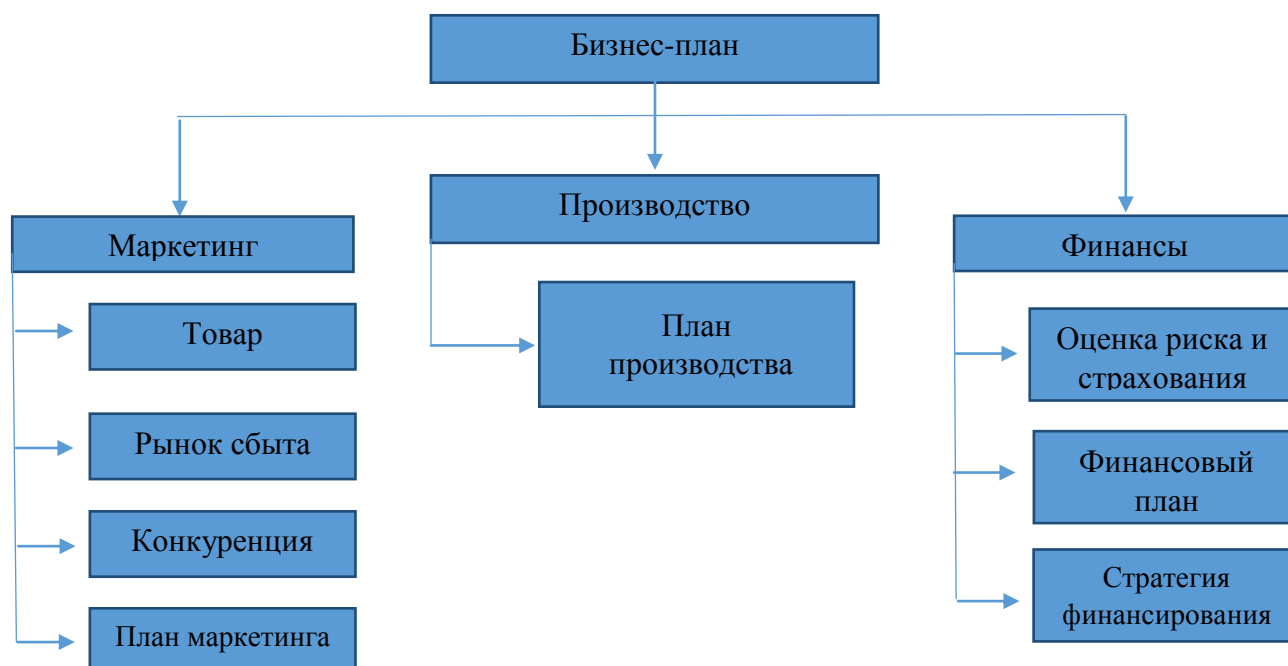 Бизнес-план
Маркетинг
Товар
Рынок сбыта
Конкуренция
План маркетинга
Производство
План
производства
Финансы
Оценка риска и
страхования
Финансовый
план
Стратегия
финансирования